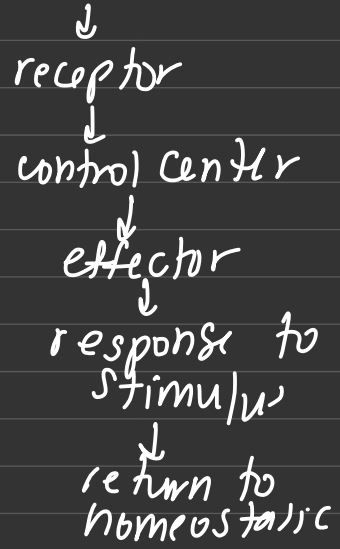 ↓
receptor
↓
control center
↓
effector
↓
response to
stimulus
↓
return to
homeostatic